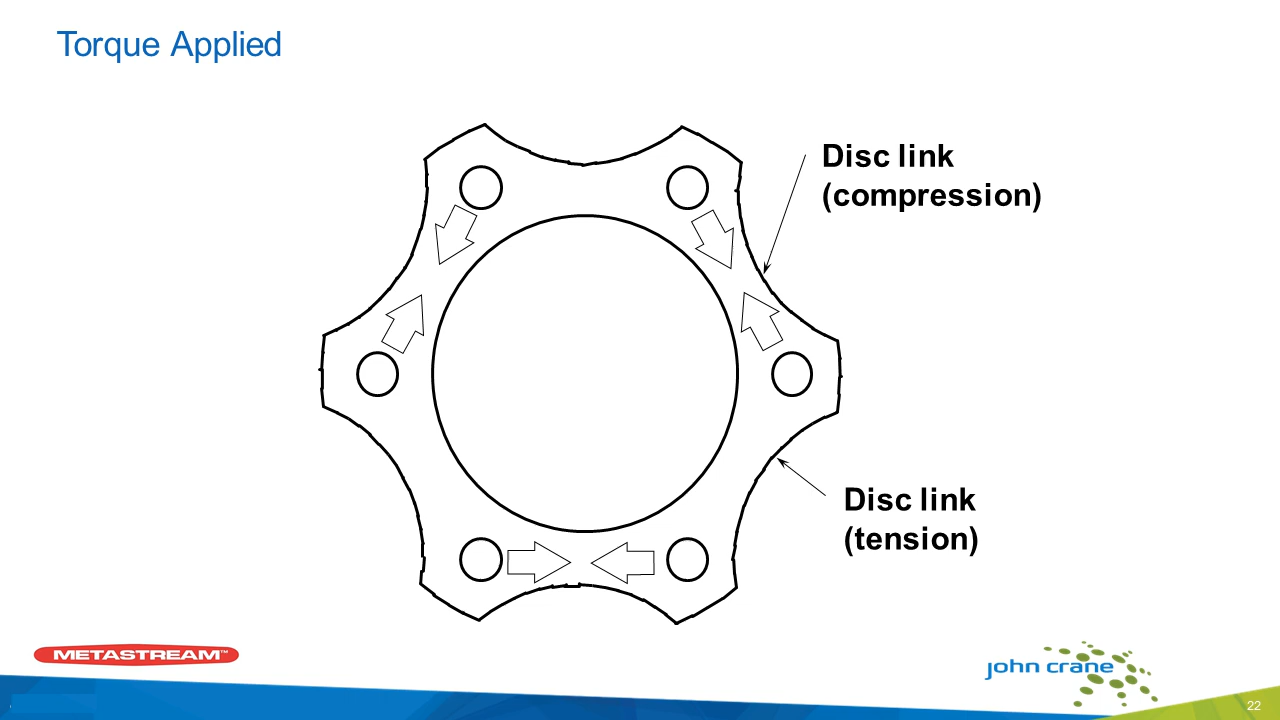 Torque Applied
Disc link
(compression)
Disc link
(tension)
METASTREAM™
john crane
22